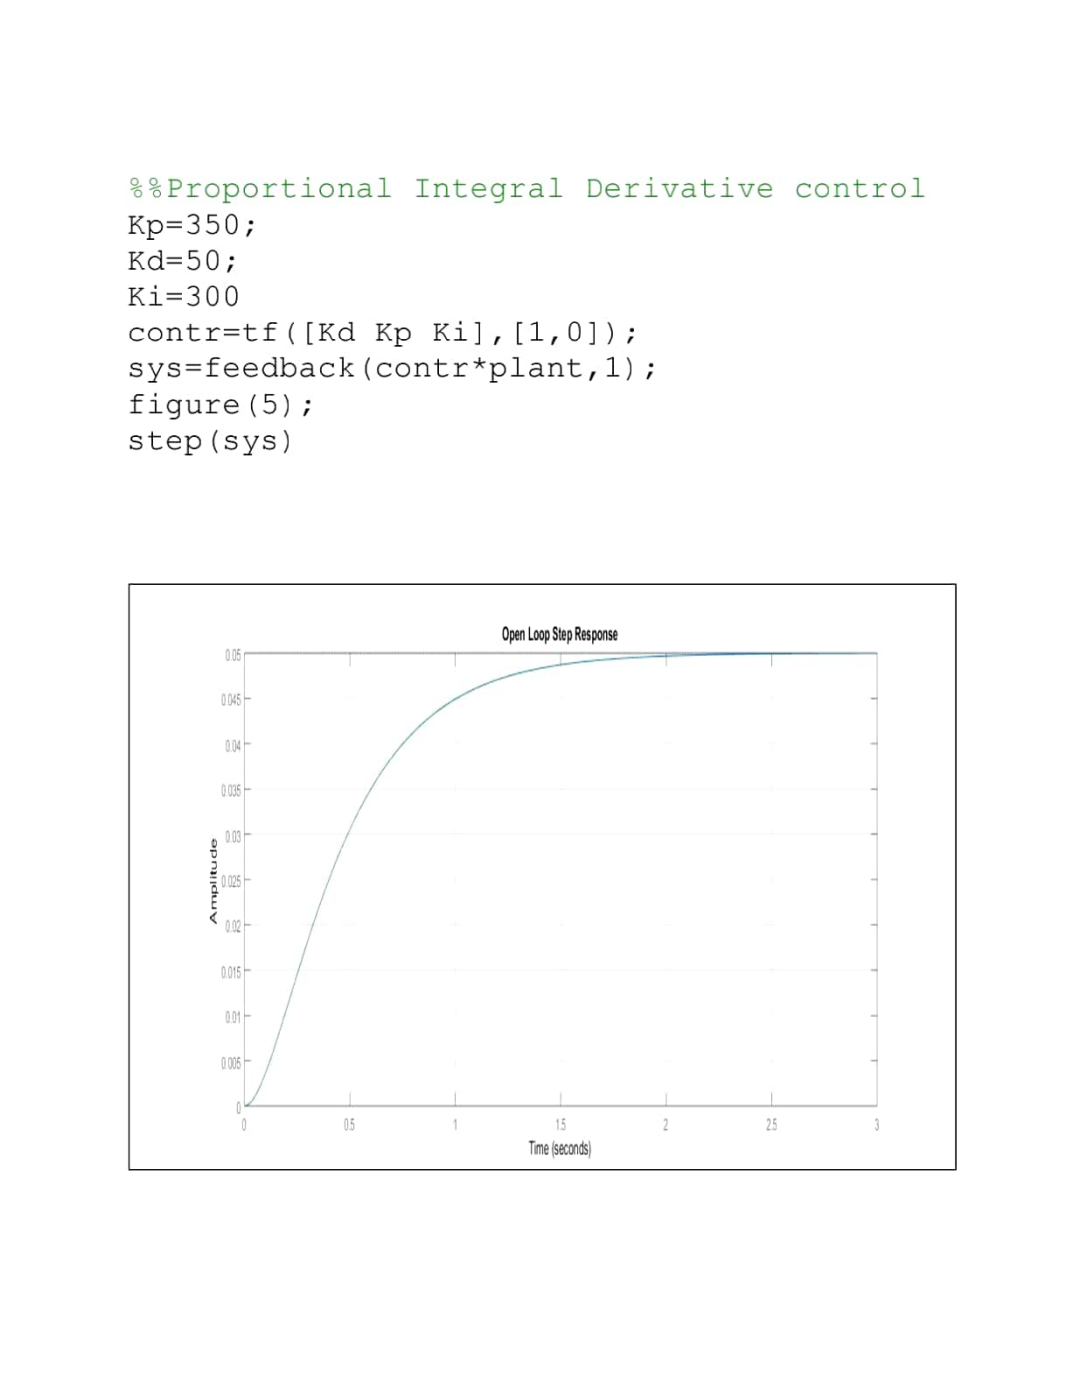 %%Proportional Integral Derivative control
Kp=350;
Kd=50;
Ki=300
contr=tf([Kd Kp Ki],[1,0]);
sys=feedback(contr*plant,1);
figure(5);
step(sys)
Open Loop Step Response
0.05
0.045
0.04
0.035
0.03
0.025
0.02
0.015
0.01
0.005
0
Amplitude
0
0.5
1
1.5
2
2.5
3
Time (seconds)